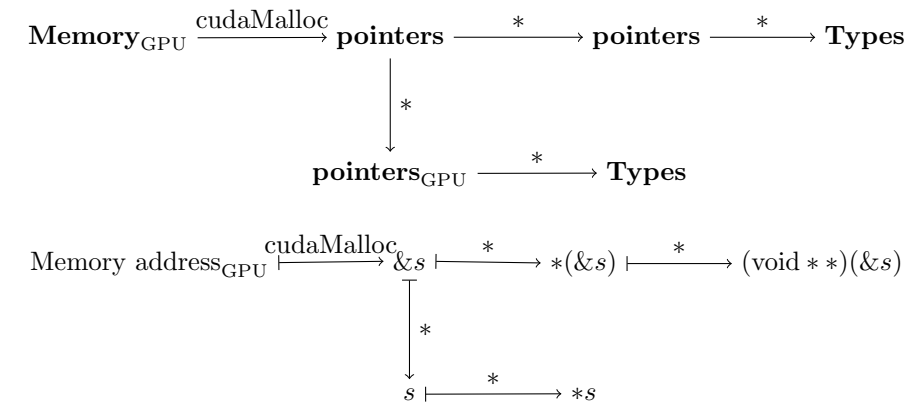 Memory_GPU cudaMalloc pointers * pointers * Types
*
pointers_GPU * Types
Memory address_GPU cudaMalloc &s * *(&s) * (void * *)(&s)
*
s * *s